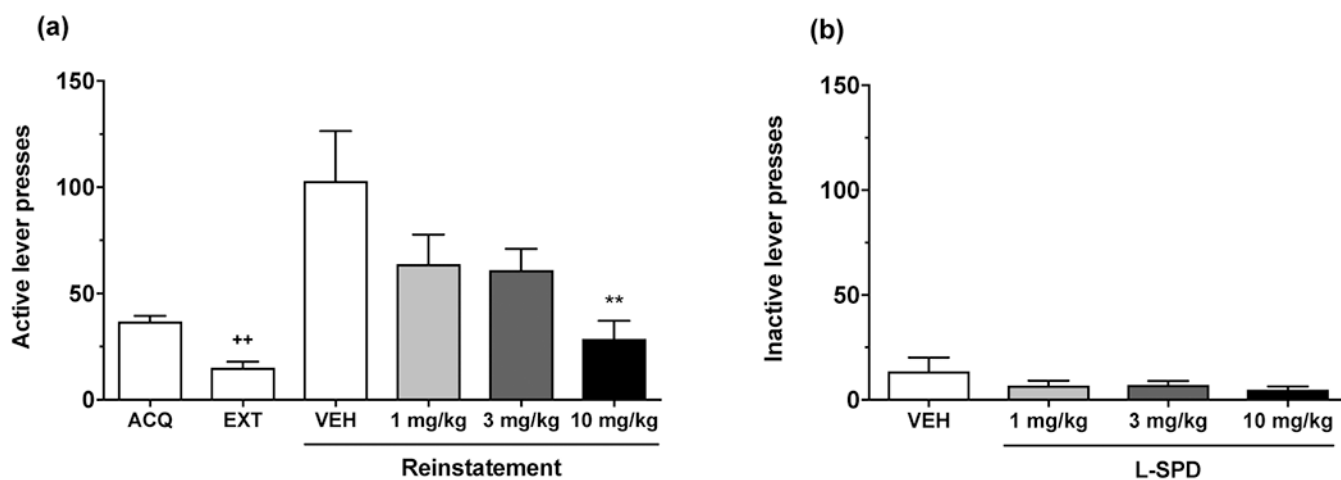 (a)
Active lever presses
150
100
50
0
++
**
ACQ EXT VEH 1 mg/kg 3 mg/kg 10 mg/kg
Reinstatement
(b)
Inactive lever presses
150
100
50
0
VEH 1 mg/kg 3 mg/kg 10 mg/kg
L-SPD